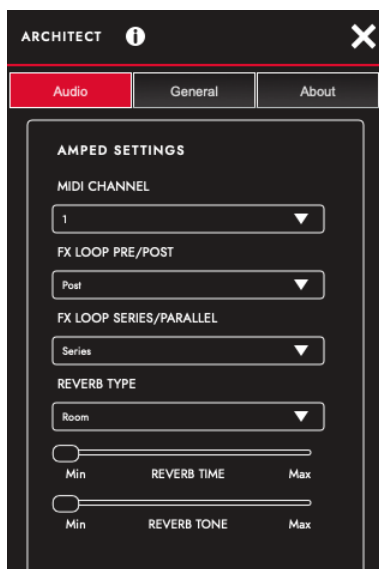 ARCHITECT i
Audio General About
AMPED SETTINGS
MIDI CHANNEL
1
FX LOOP PRE/POST
Post
FX LOOP SERIES/PARALLEL
Series
REVERB TYPE
Room
Min REVERB TIME Max
Min REVERB TONE Max